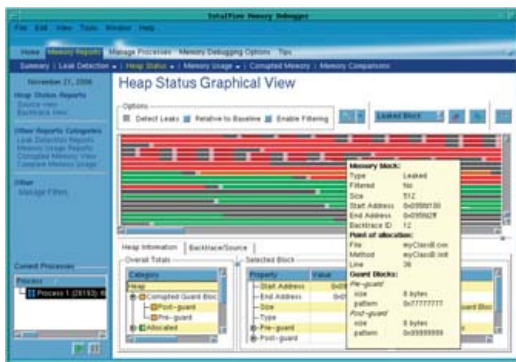 TotalView Memory Debugger
File Edit View Tools Window Help
Home Memory Reports Manage Processes Memory Debugging Options Tips
Summary | Leak Detection | Heap Status | Memory Usage | Corrupted Memory | Memory Comparisons
November 21, 2006
Heap Status Reports
Source View
Backtrace View
Other Reports Categories
Leak Detection Reports
Memory Usage Reports
Corrupted Memory View
Compare Memory Usage
Other
Manage Filters
Current Processes
Process
Process 1 (28193):
Heap Status Graphical View
Options
Detect Leaks Relative to Baseline Enable Filtering
Leaked Block
Heap Information Backtrace/Source
Overall Totals
Category
Heap
Corrupted Guard Bloc
Post-guard
Pre-guard
Allocated
Selected Block
Property Value
Start Address
End Address
Size
Type
Pre-guard
Post-guard
Memory block:
Type Leaked
Filtered No
Size 512
Start Address
End Address
Backtrace ID 12
Point of allocation:
File myClassB.cxx
Method myClassB::init
Line 36
Guard Blocks:
Pre-guard
size 8 bytes
pattern 0x77777777
Post-guard
size 8 bytes
pattern 0x99999999